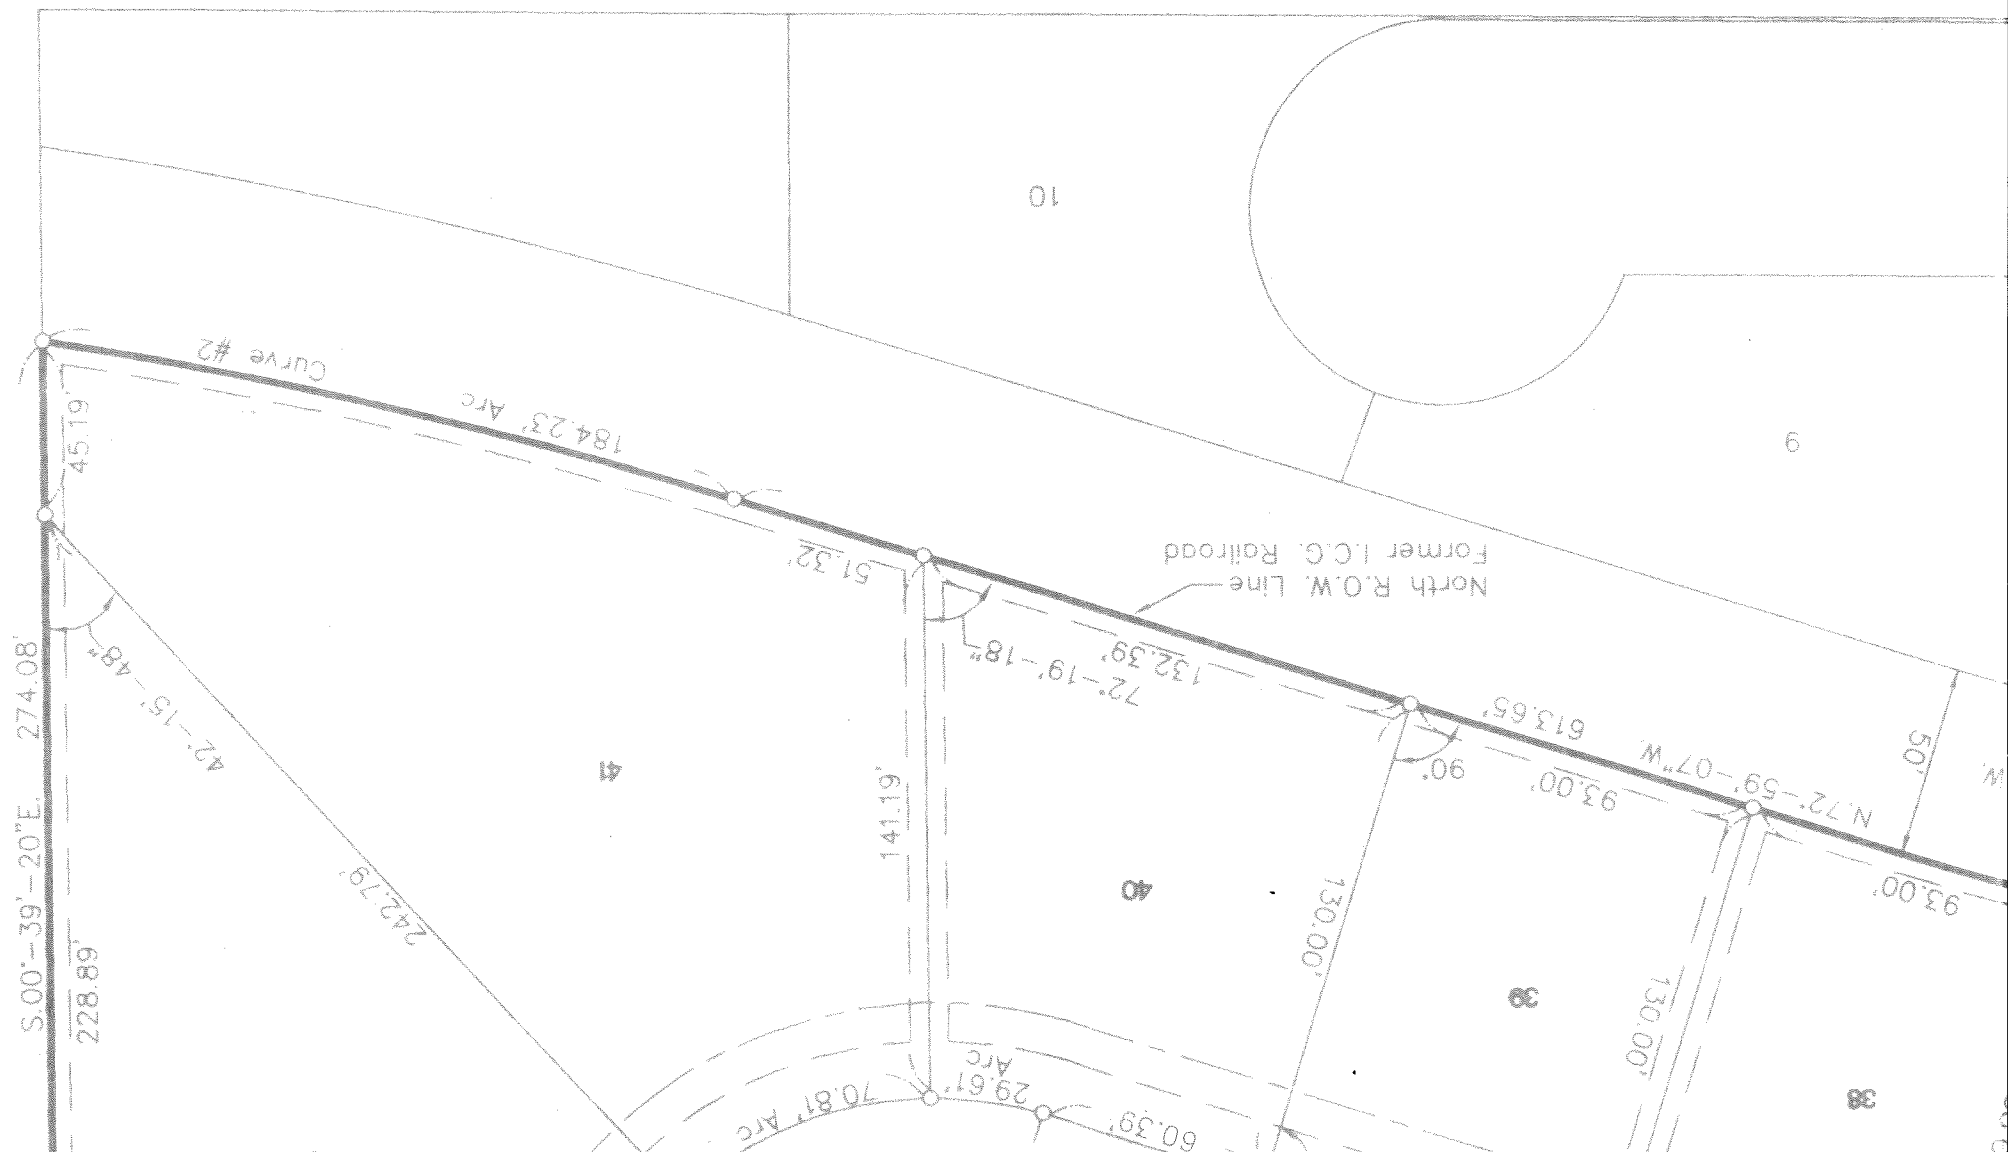 10
9
Curve #2
184.23' Arc
45.19'
51.32'
North R.O.W. Line
Former I.C.G. Railroad
132.39'
72°-19'-18"
613.65'
N.72°-59'-07"W.
50'
W.
90°
93.00'
93.00'
42°-15'-48"
S.00°-39'-20"E. 274.08'
228.89'
242.79'
41
141.19'
40
130.00'
39
130.00'
38
70.81' Arc
29.61'
Arc
60.39'